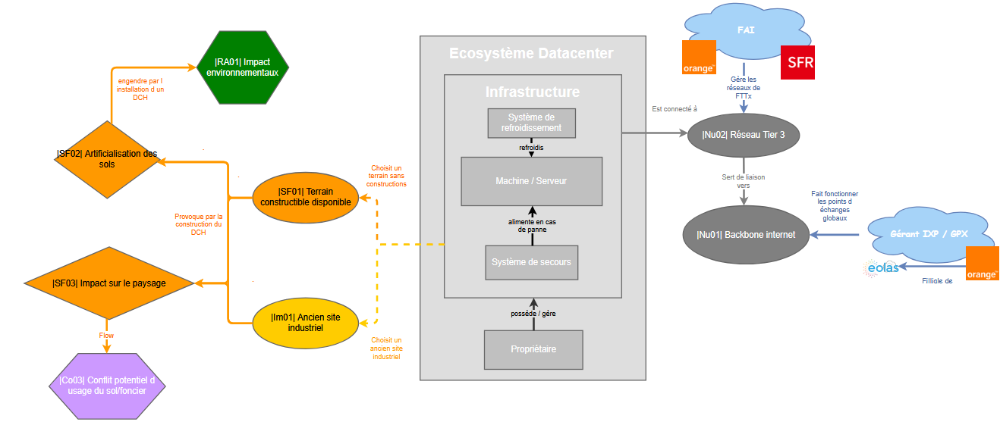 FAI
orange
SFR
Gère les
réseaux de
FTTx
|RA01| Impact
environnementaux
engendre par l
installation d un
DCH
Ecosystème Datacenter
Infrastructure
Système de
refroidissement
refroidis
Machine / Serveur
alimente en cas
de panne
Système de secours
possède / gère
Propriétaire
Est connecté á
|Nu02| Réseau Tier 3
Sert de liaison
vers
|Nu01| Backbone internet
Fait fonctionner
les points d
échanges
globaux
Gérant IXP / GPX
eolas
orange
Filliale de
|SF02| Artificialisation des
sols
Choisit un
terrain sans
constructions
|SF01| Terrain
constructible disponible
Provoque par la
construction du
DCH
|SF03| Impact sur le paysage
|Im01| Ancien site
industriel
Choisit un
ancien site
industriel
Flow
|Co03| Conflit potentiel d
usage du sol/foncier